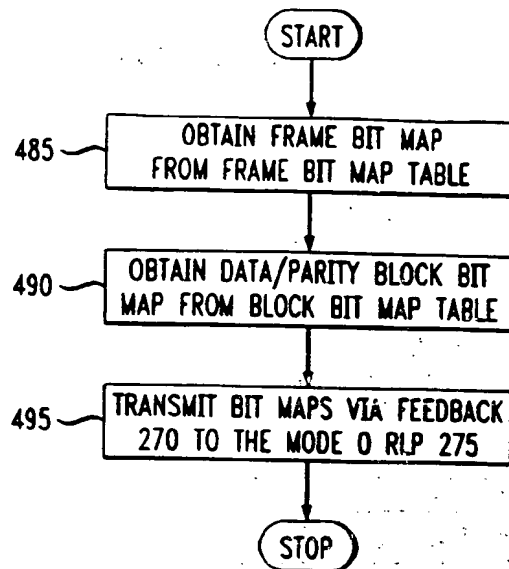 START
485
OBTAIN FRAME BIT MAP
FROM FRAME BIT MAP TABLE
490
OBTAIN DATA/PARITY BLOCK BIT
MAP FROM BLOCK BIT MAP TABLE
495
TRANSMIT BIT MAPS VIA FEEDBACK
270 TO THE MODE 0 RLP 275
STOP